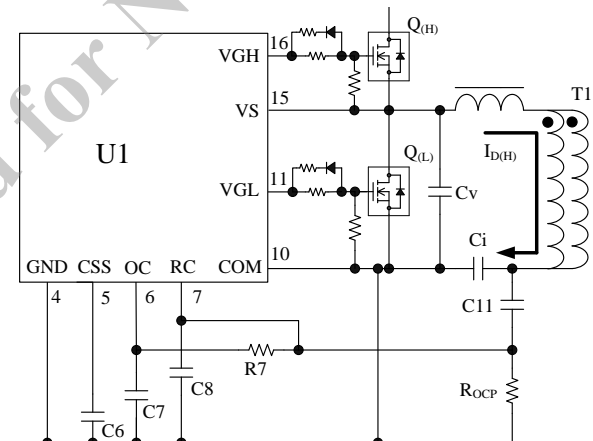 a for N
U1
VGH
16
VS
15
VGL
11
COM
10
GND
4
CSS
5
OC
6
RC
7
Q(H)
Q(L)
T1
ID(H)
Cv
Ci
C11
R7
C8
C7
C6
ROCP